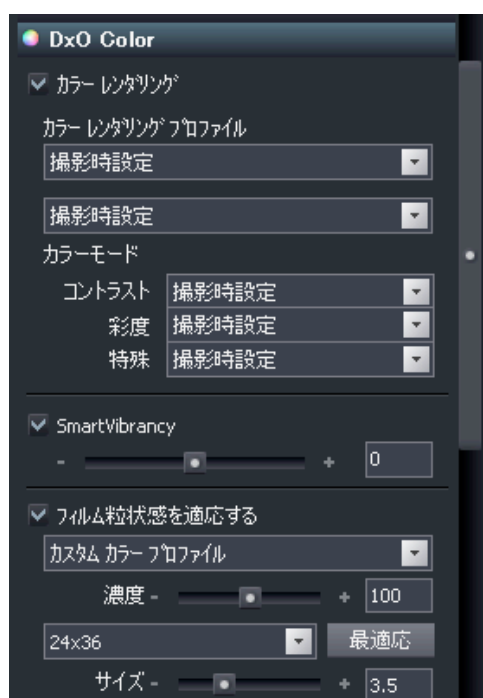 DxO Color
カラー レンダリング
カラー レンダリング プロファイル
撮影時設定
撮影時設定
カラーモード
コントラスト 撮影時設定
彩度 撮影時設定
特殊 撮影時設定
SmartVibrancy
- + 0
フィルム粒状感を適応する
カスタム カラー プロファイル
濃度 - + 100
24x36 最適応
サイズ - + 3.5